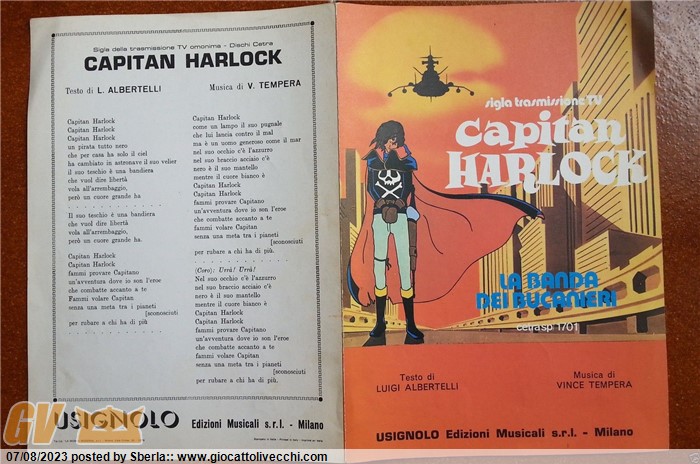 Sigla della trasmissione TV omonima - Dischi Cetra
CAPITAN HARLOCK
Testo di L. ALBERTELLI
Musica di V. TEMPERA
Capitan Harlock
Capitan Harlock
Capitan Harlock
un pirata tutto nero
che per casa ha solo il ciel
ha cambiato in astronave il suo velier
il suo teschio è una bandiera
che vuol dire libertà
vola all'arrembaggio,
però un cuore grande ha
. . . . . . . . . . . . . . .
Il suo teschio è una bandiera
che vuol dire libertà
vola all'arrembaggio,
però un cuore grande ha.
Capitan Harlock
Capitan Harlock
fammi provare Capitano
un'avventura dove io son l'eroe
che combatte accanto a te
Fammi volare Capitan
senza una meta tra i pianeti
[sconosciuti
per rubare a chi ha di più
. . . . . . . . . . . . . . .
Capitan Harlock
come un lampo il suo pugnale
che lui lancia contro il mal
ma è un uomo generoso come il mar
nel suo occhio c'è l'azzurro
nel suo braccio acciaio c'è
nero è il suo mantello
mentre il cuore bianco è
Capitan Harlock
Capitan Harlock
fammi provare Capitano
un'avventura dove io son l'eroe
che combatte accanto a te
fammi volare Capitan
senza una meta tra i pianeti
[sconosciuti
per rubare a chi ha di più.
. . . . . . . . . . . . . . .
(Coro): Urrà! Urrà!
Nel suo occhio c'è l'azzurro
nel suo braccio acciaio c'è
nero è il suo mantello
mentre il cuore bianco è
Capitan Harlock
Capitan Harlock
fammi provare Capitano
un'avventura dove io son l'eroe
che combatte accanto a te
fammi volare Capitan
senza una meta tra i pianeti
[sconosciuti
per rubare a chi ha di più.
USIGNOLO Edizioni Musicali s.r.l. - Milano
sigla trasmissione TV
capitan
HARLOCK
LA BANDA
DEI BUCANIERI
cetra sp 1701
Testo di
LUIGI ALBERTELLI
Musica di
VINCE TEMPERA
USIGNOLO Edizioni Musicali s.r.l. - Milano
GV
07/08/2023 posted by Sberla:: www.giocattolivecchi.com